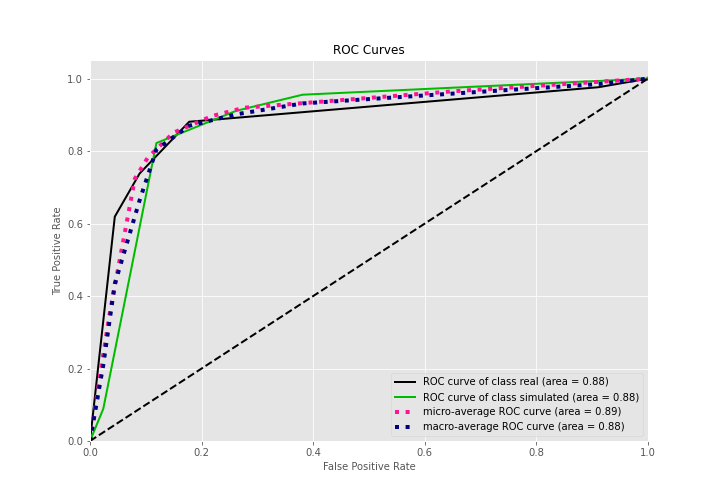 ROC Curves
1.0
0.8
0.6
0.4
0.2
0.0
True Positive Rate
0.0 0.2 0.4 0.6 0.8 1.0
False Positive Rate
ROC curve of class real (area = 0.88)
ROC curve of class simulated (area = 0.88)
micro-average ROC curve (area = 0.89)
macro-average ROC curve (area = 0.88)